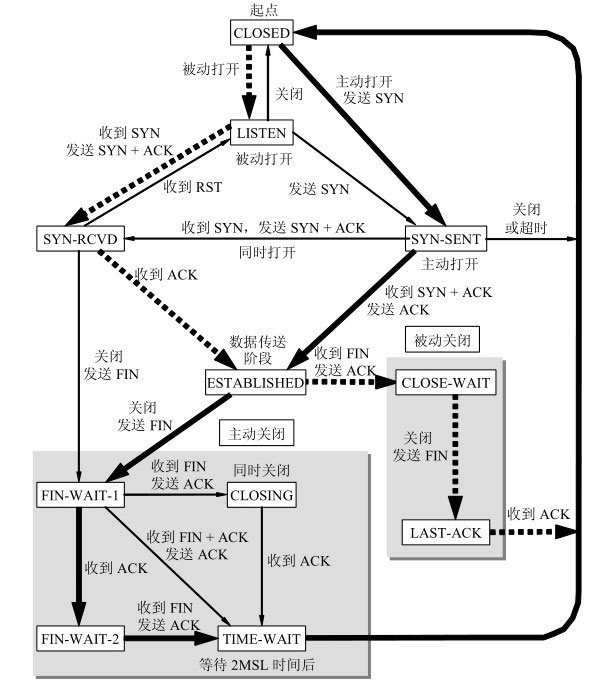 起点
CLOSED
被动打开
关闭
主动打开
发送 SYN
收到 SYN
发送 SYN + ACK
LISTEN
被动打开
收到 RST
发送 SYN
SYN-RCVD
收到 SYN，发送 SYN + ACK
同时打开
SYN-SENT
主动打开
关闭
或超时
收到 ACK
收到 SYN + ACK
发送 ACK
关闭
发送 FIN
数据传送
阶段
ESTABLISHED
收到 FIN
发送 ACK
被动关闭
CLOSE-WAIT
关闭
发送 FIN
主动关闭
关闭
发送 FIN
LAST-ACK
收到 ACK
FIN-WAIT-1
收到 FIN
发送 ACK
同时关闭
CLOSING
收到 FIN + ACK
发送 ACK
收到 ACK
收到 ACK
FIN-WAIT-2
收到 FIN
发送 ACK
TIME-WAIT
等待 2MSL 时间后